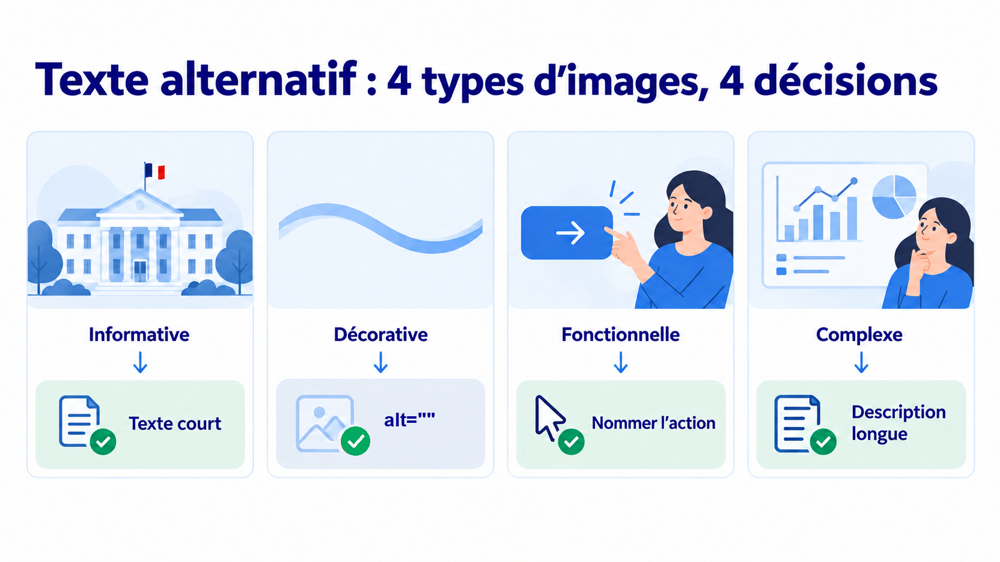 Texte alternatif : 4 types d’images, 4 décisions
Informative
Décorative
Fonctionnelle
Complexe
Texte court
alt=""
Nommer l’action
Description
longue